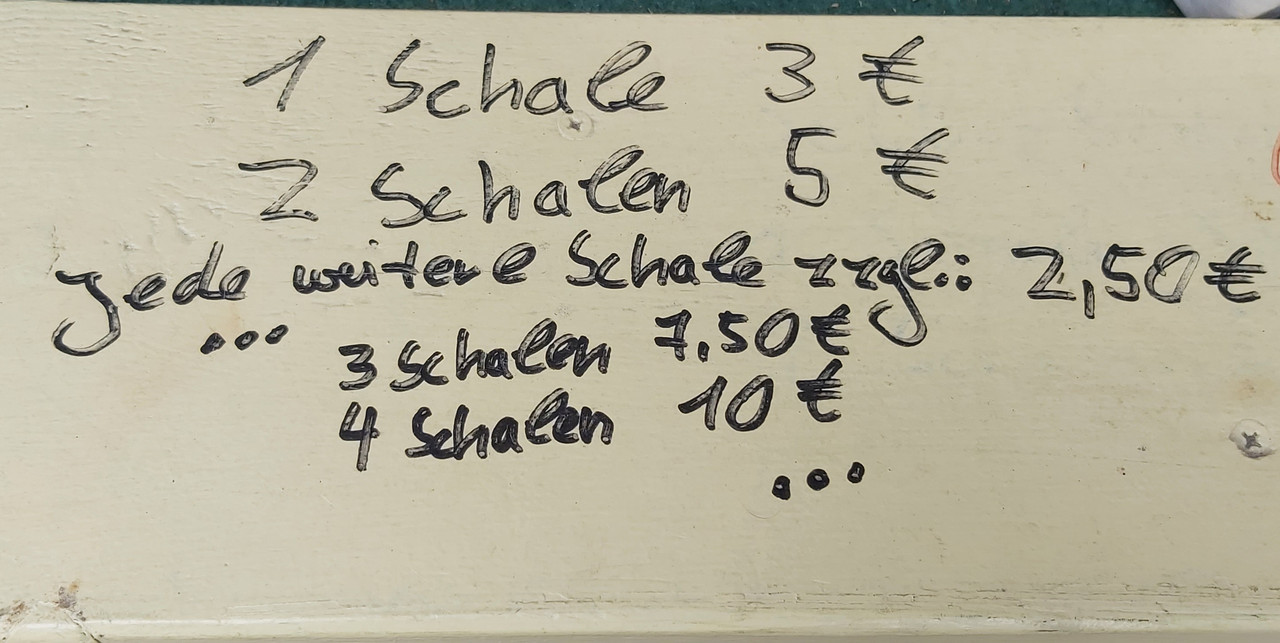 1 Schale 3 €
2 Schalen 5 €
Jede weitere Schale zzgl.: 2,50 €
... 3 Schalen 7,50 €
4 Schalen 10 €
...